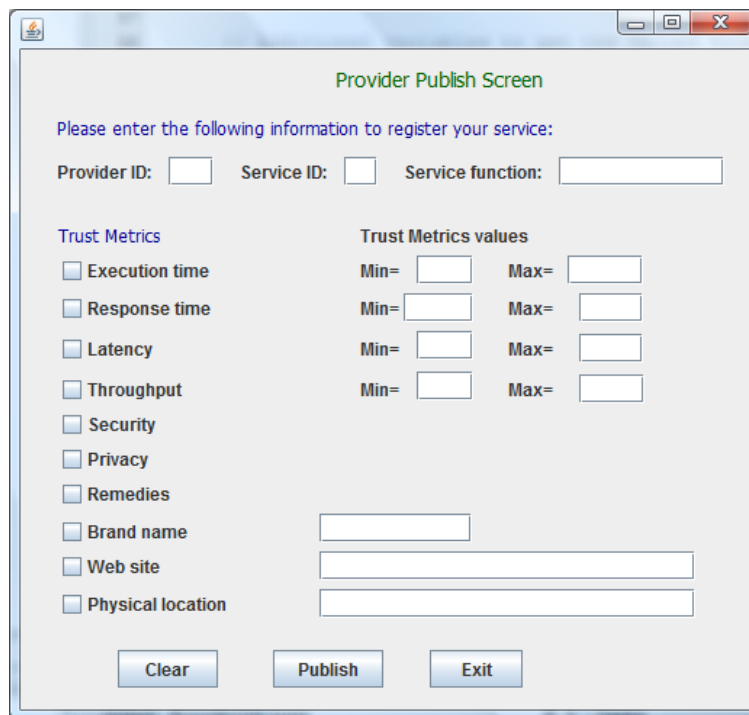 Provider Publish Screen
Please enter the following information to register your service:
Provider ID: Service ID: Service function:
Trust Metrics Trust Metrics values
Execution time Min= Max=
Response time Min= Max=
Latency Min= Max=
Throughput Min= Max=
Security
Privacy
Remedies
Brand name
Web site
Physical location
Clear Publish Exit